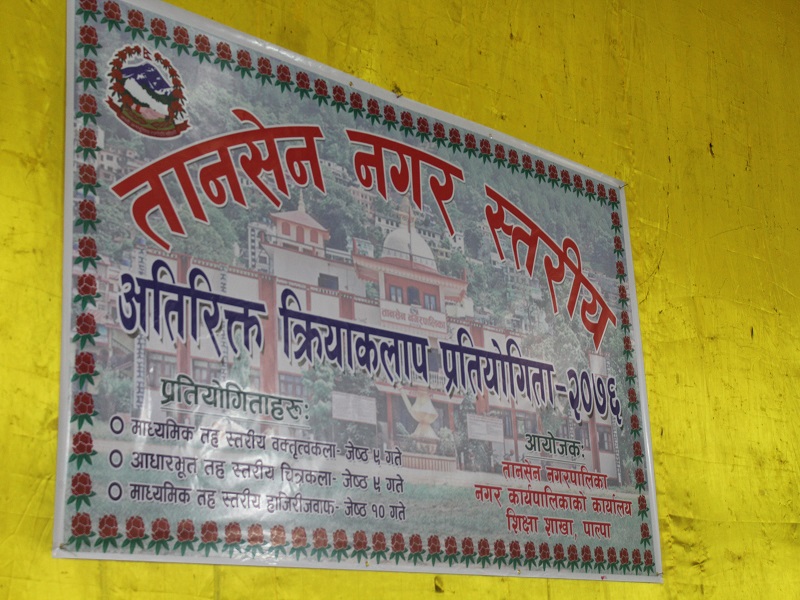 तानसेन नगर स्तरीय
अतिरिक्त क्रियाकलाप प्रतियोगिता-२०७६
प्रतियोगिताहरुः
माध्यमिक तह स्तरीय वक्तृत्वकला- जेष्ठ ५ गते
आधारभूत तह स्तरीय चित्रकला- जेष्ठ ९ गते
माध्यमिक तह स्तरीय हाजिरीजवाफ- जेष्ठ १० गते
आयोजकः
तानसेन नगरपालिका
नगर कार्यपालिकाको कार्यालय
शिक्षा शाखा, पाल्पा